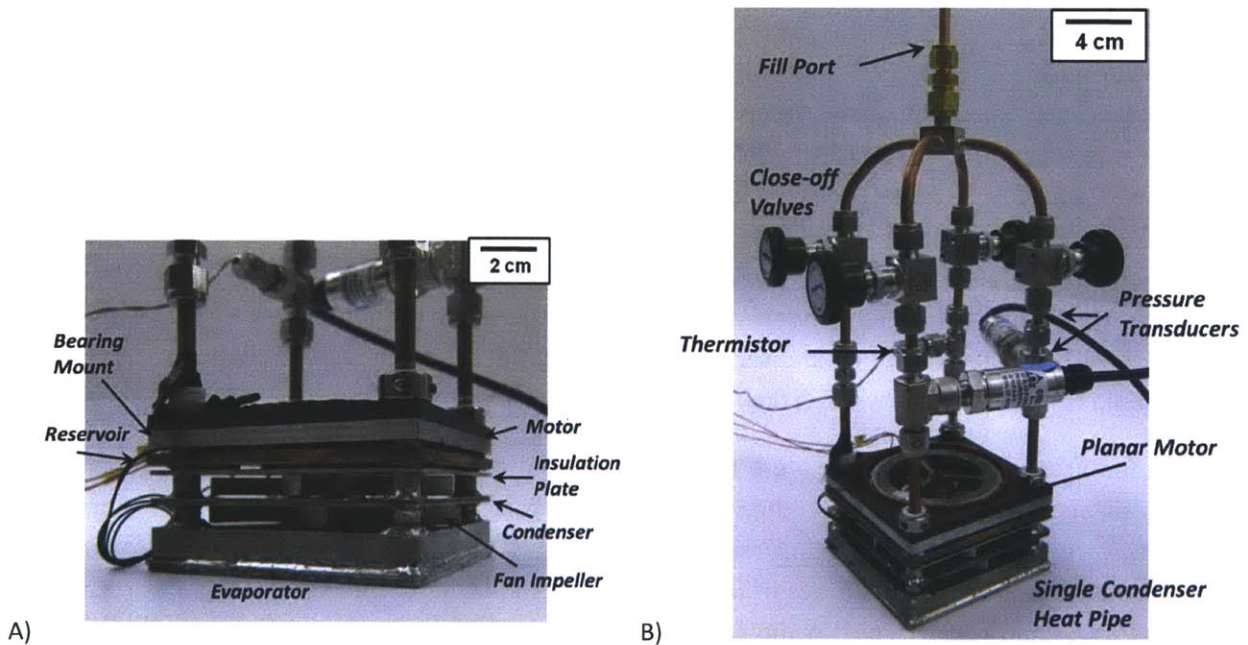 2 cm
Bearing
Mount
Reservoir
Motor
Insulation
Plate
Condenser
Fan Impeller
Evaporator
A)
4 cm
Fill Port
Close-off
Valves
Thermistor
Pressure
Transducers
Planar Motor
Single Condenser
Heat Pipe
B)